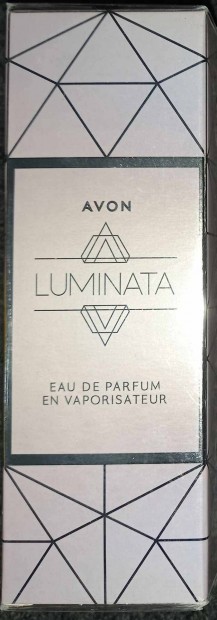 AVON
LUMINATA
EAU DE PARFUM
EN VAPORISATEUR